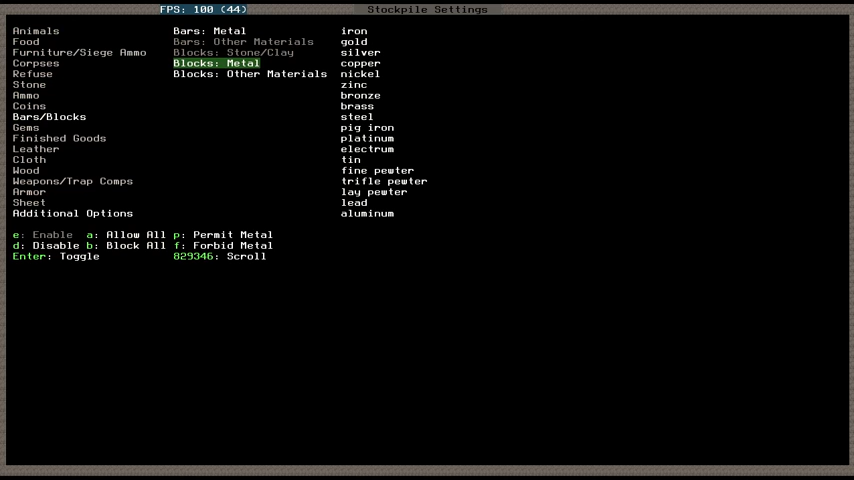 FPS: 100 (44) Stockpile Settings
Animals Bars: Metal iron
Food Bars: Other Materials gold
Furniture/Siege Ammo Blocks: Stone/Clay silver
Corpses Blocks: Metal copper
Refuse Blocks: Other Materials nickel
Stone zinc
Ammo bronze
Coins brass
Bars/Blocks steel
Gems pig iron
Finished Goods platinum
Leather electrum
Cloth tin
Wood fine pewter
Weapons/Trap Comps trifle pewter
Armor lay pewter
Sheet lead
Additional Options aluminum
e: Enable a: Allow All p: Permit Metal
d: Disable b: Block All f: Forbid Metal
Enter: Toggle 829346: Scroll